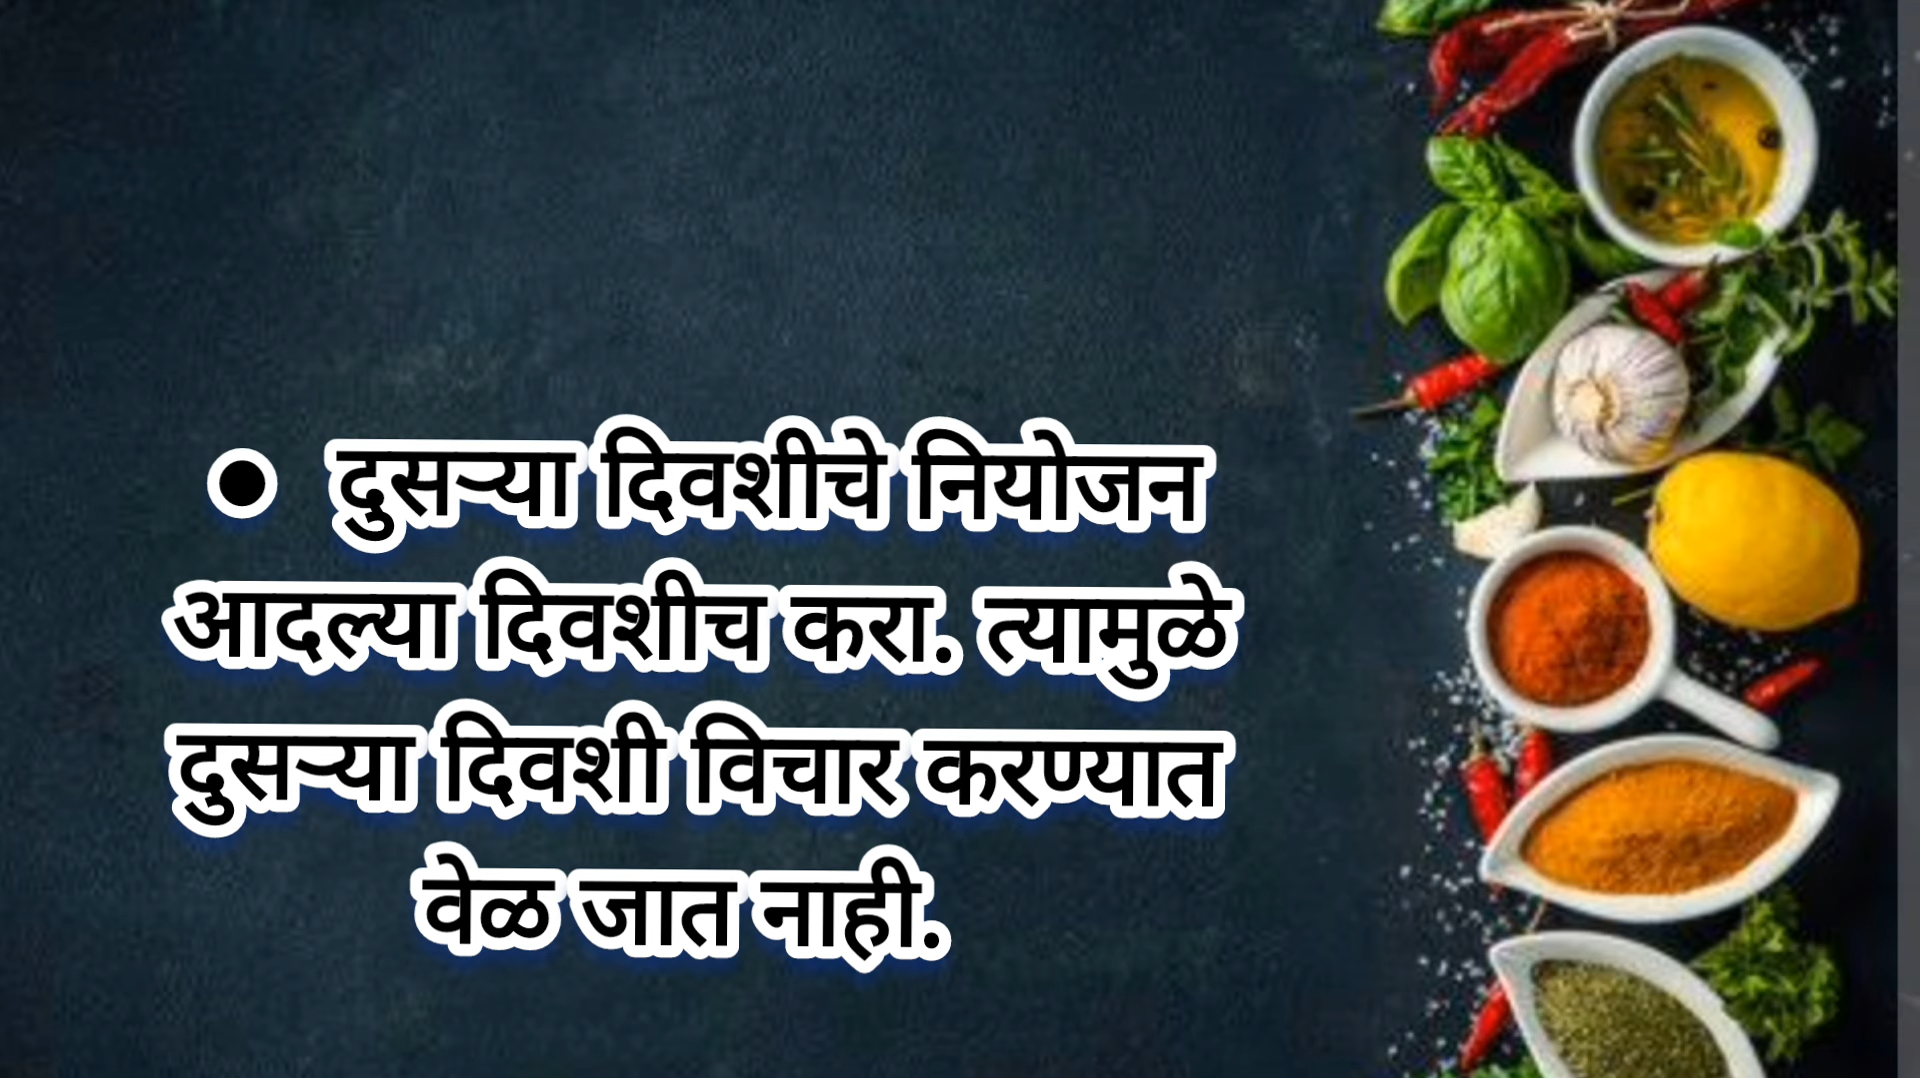 ● दुसऱ्या दिवशीचे नियोजन
आदल्या दिवशीच करा. त्यामुळे
दुसऱ्या दिवशी विचार करण्यात
वेळ जात नाही.